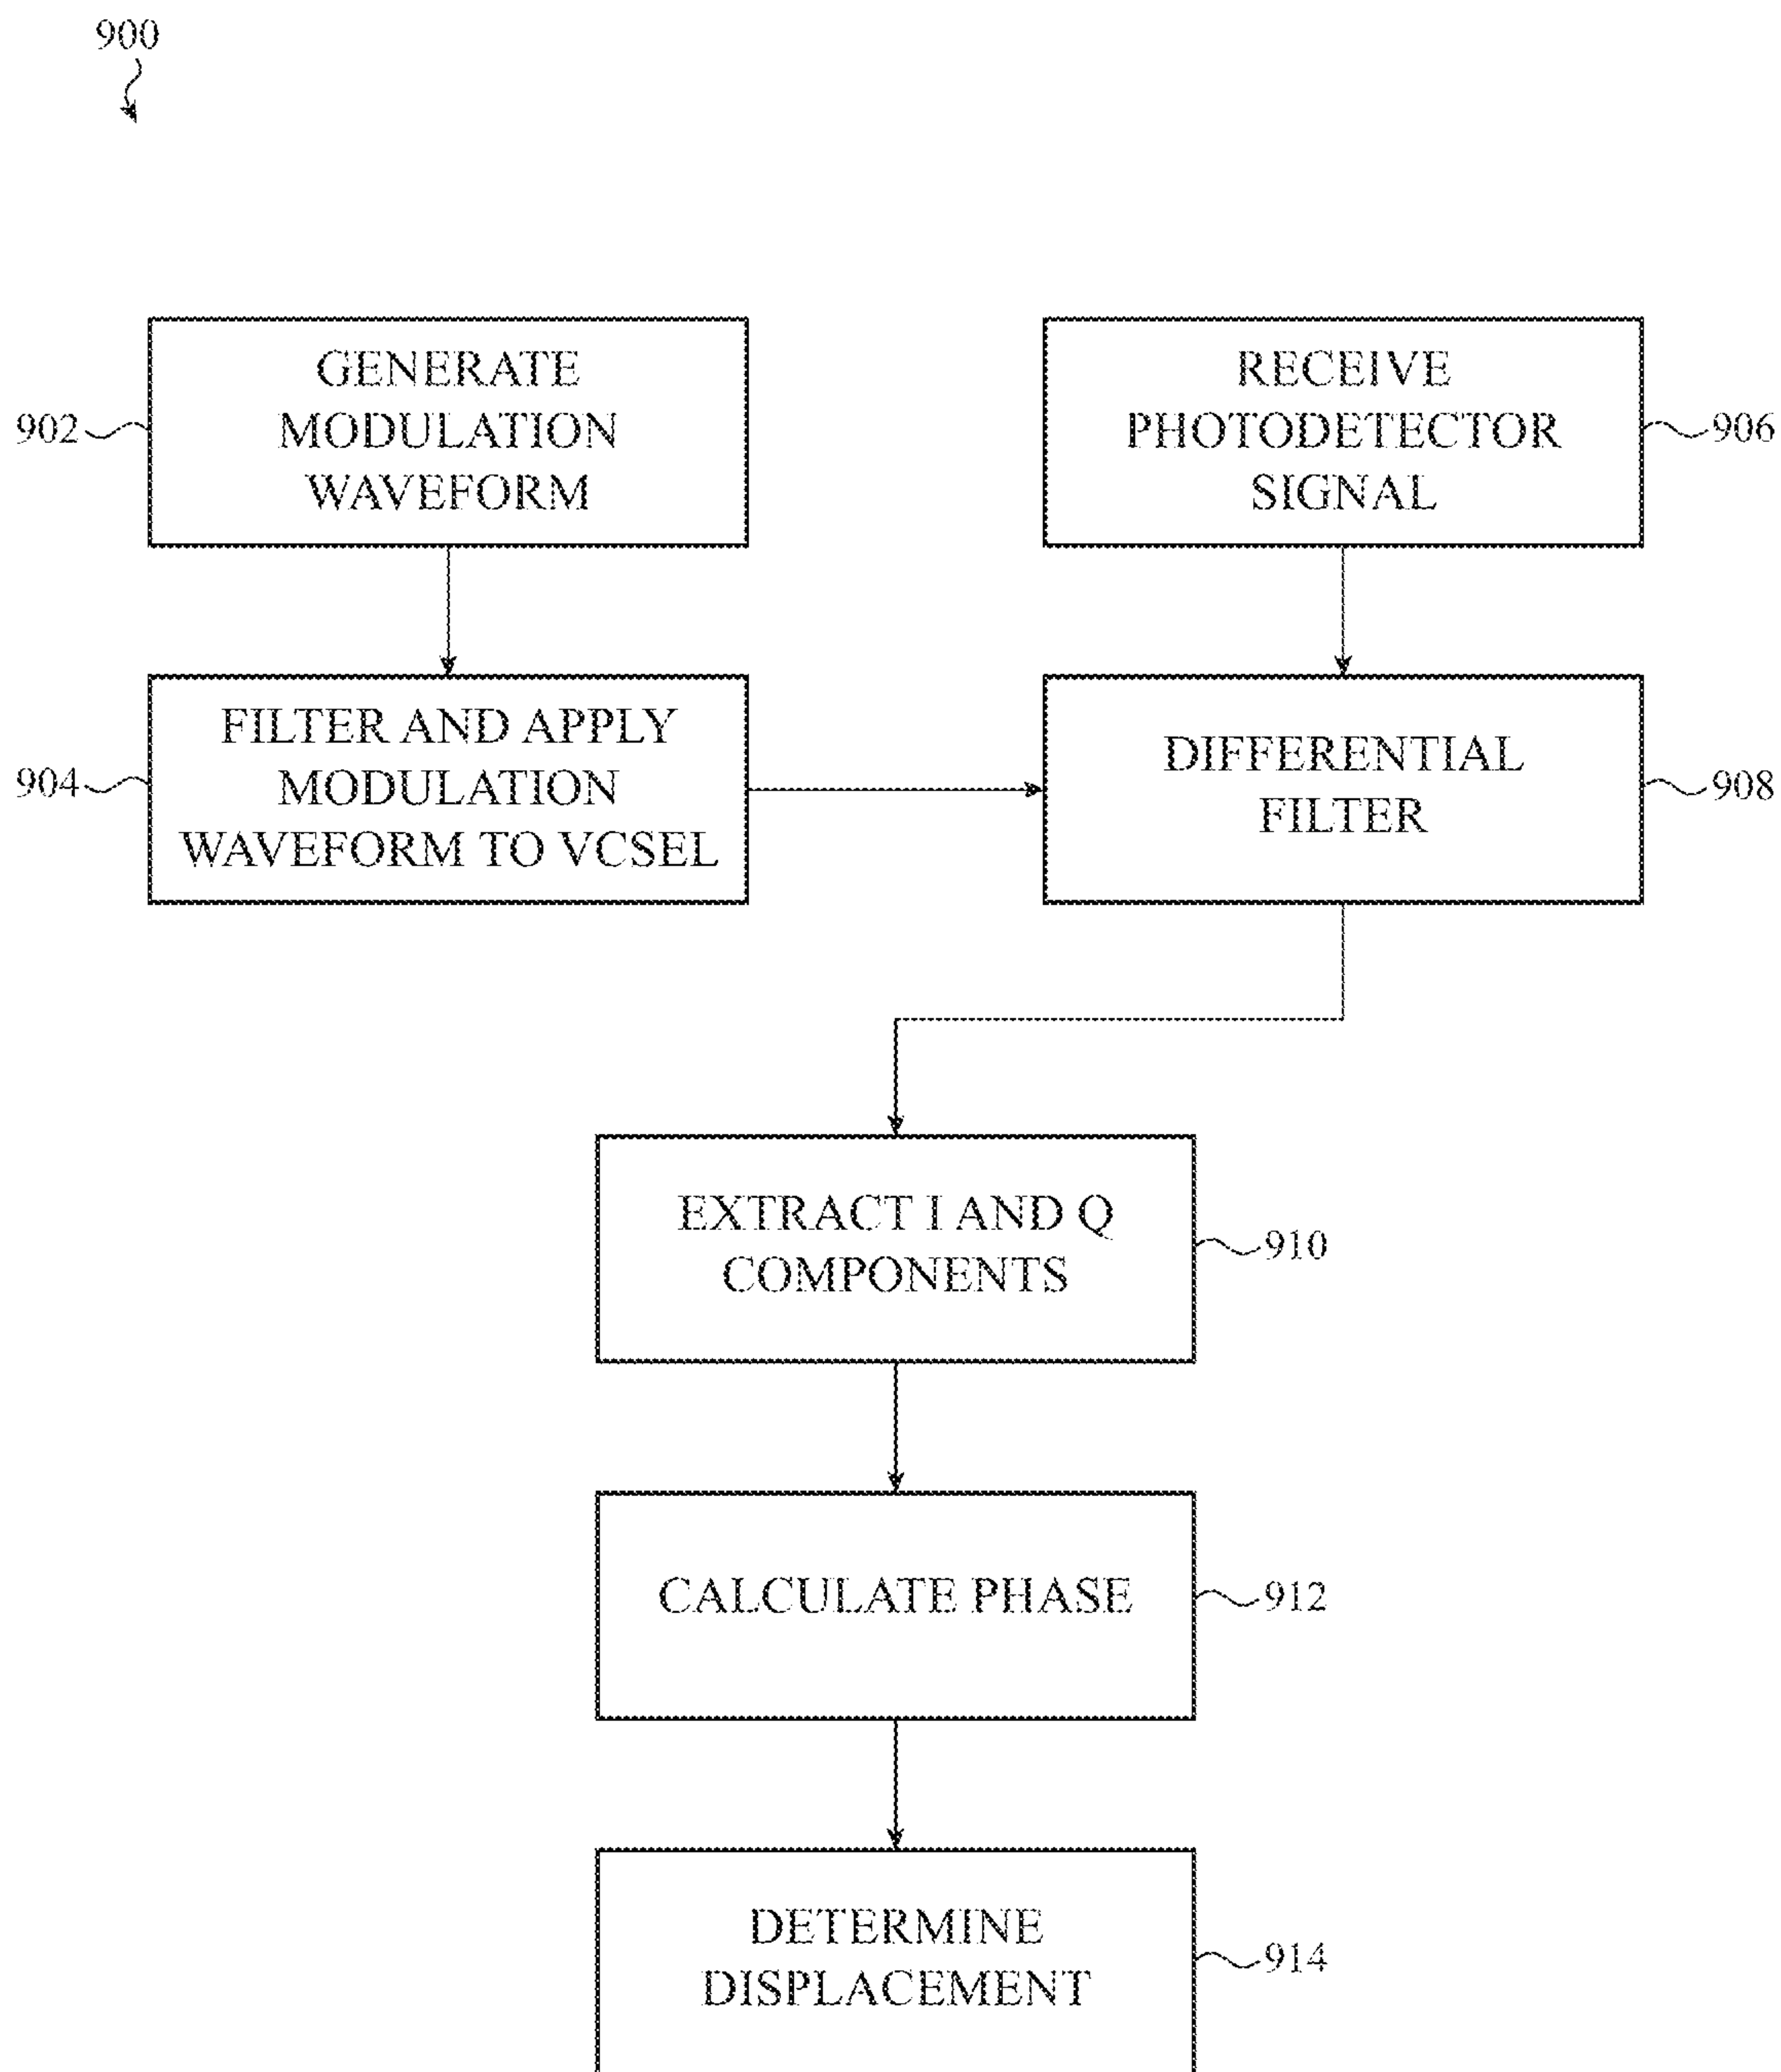 900
GENERATE
MODULATION
WAVEFORM
902
RECEIVE
PHOTODETECTOR
SIGNAL
906
FILTER AND APPLY
MODULATION
WAVEFORM TO VCSEL
904
DIFFERENTIAL
FILTER
908
EXTRACT I AND Q
COMPONENTS
910
CALCULATE PHASE
912
DETERMINE
DISPLACEMENT
914